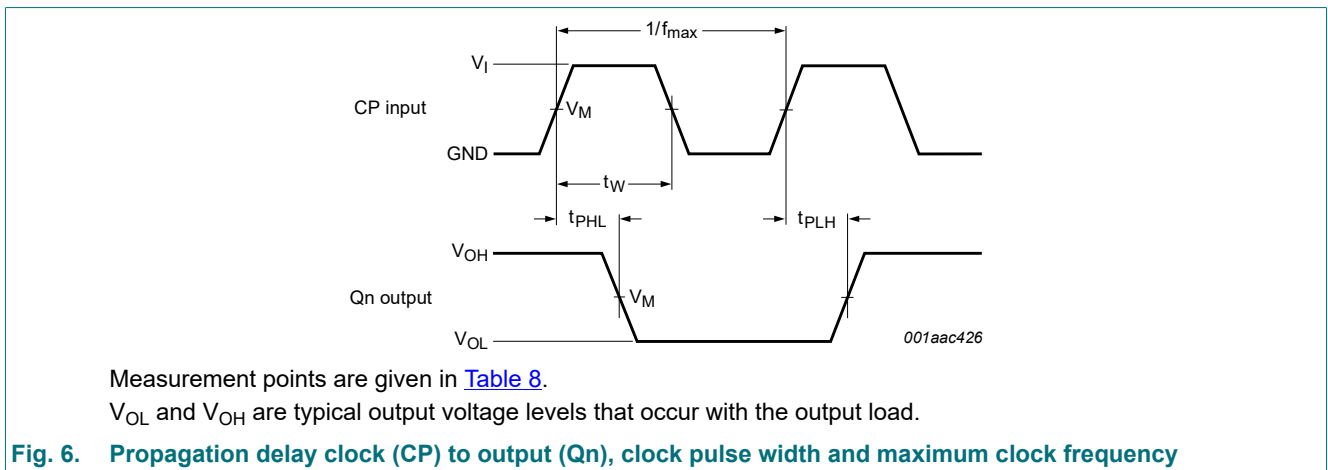 1/fmax
VI
CP input
VM
GND
tW
tPHL
tPLH
VOH
Qn output
VM
VOL
001aac426
Measurement points are given in Table 8.
VOL and VOH are typical output voltage levels that occur with the output load.
Fig. 6. Propagation delay clock (CP) to output (Qn), clock pulse width and maximum clock frequency